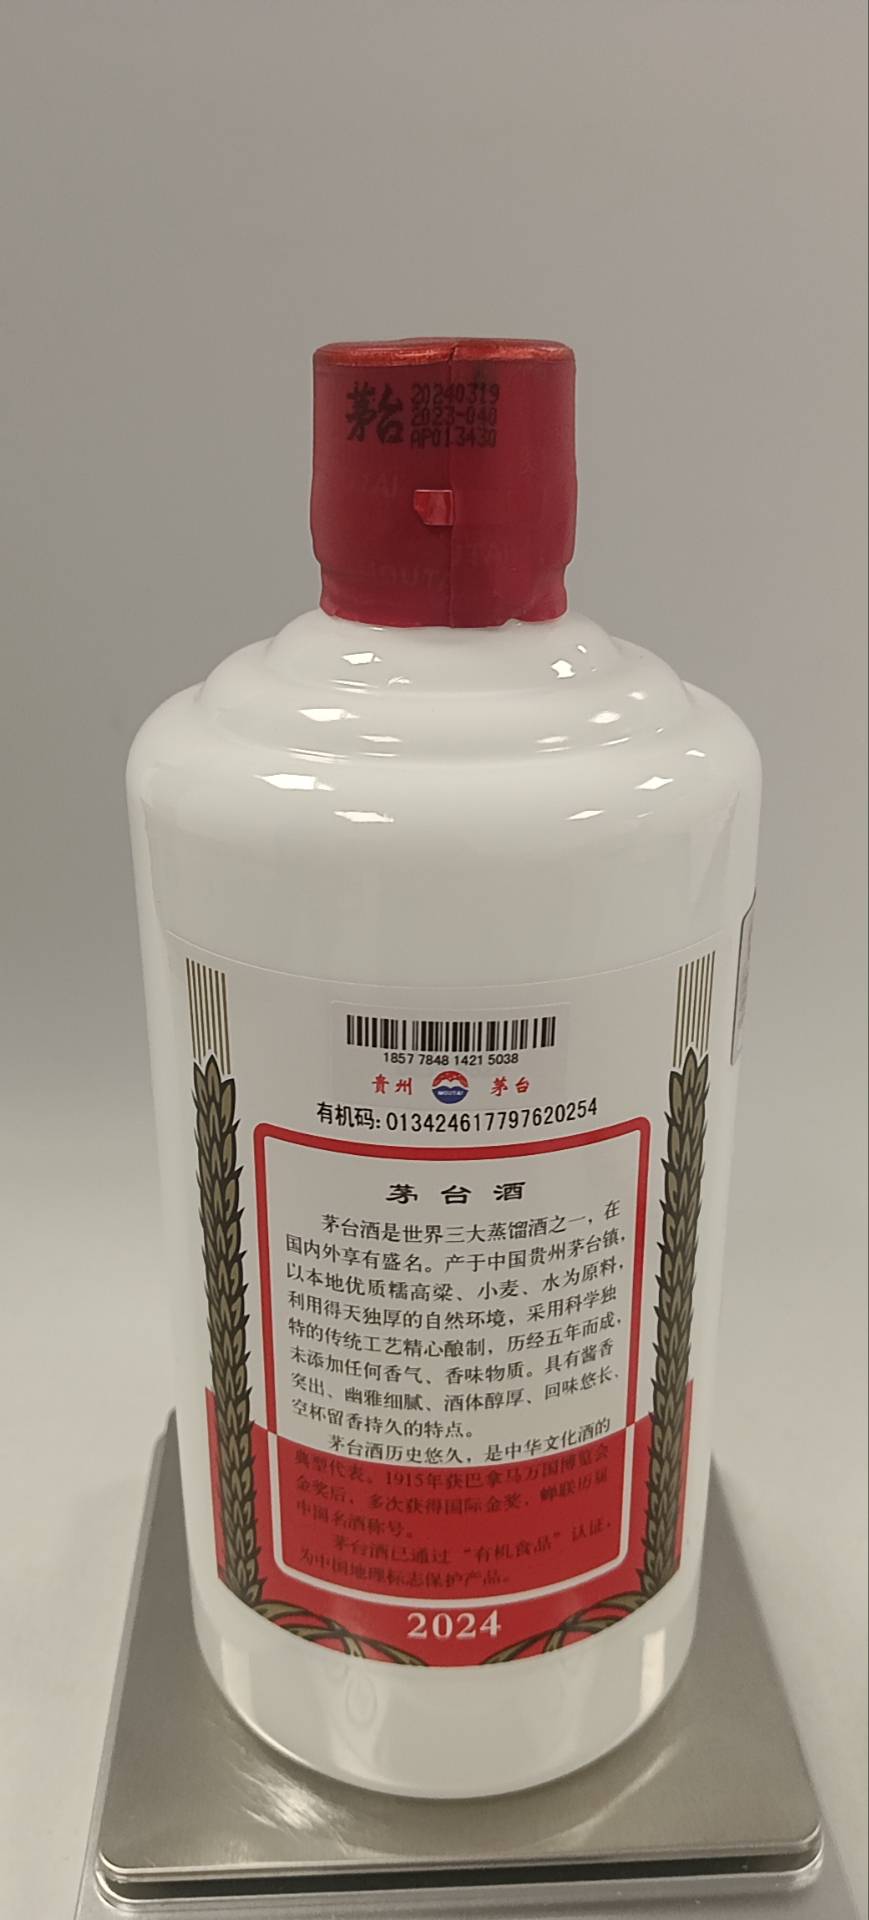 茅台
20240319
2023-040
AP013430
1857 7848 1421 5038
貴州 MOUTAI 茅台
有机码: 013424617797620254
茅台酒
茅台酒是世界三大蒸馏酒之一，在
国内外享有盛名。产于中国贵州茅台镇，
以本地优质糯高粱、小麦、水为原料，
利用得天独厚的自然环境，采用科学独
特的传统工艺精心酿制，历经五年而成，
未添加任何香气、香味物质。具有酱香
突出、幽雅细腻、酒体醇厚、回味悠长、
空杯留香持久的特点。
茅台酒历史悠久，是中华文化酒的
典型代表。1915年获巴拿马万国博览会
金奖后，多次获得国际金奖，蝉联历届
中国名酒称号。
茅台酒已通过“有机食品”认证，
为中国地理标志保护产品。
2024